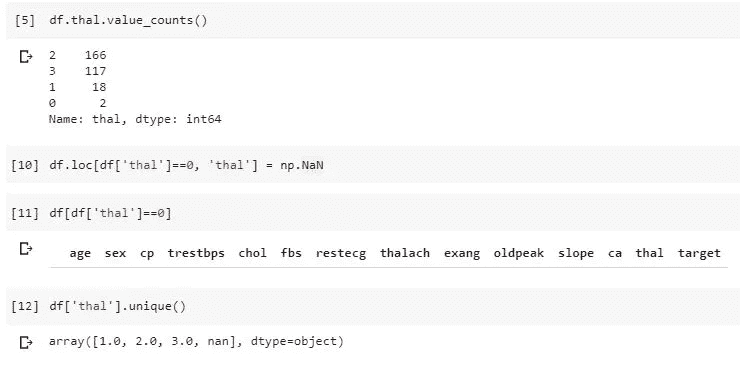 [5] df.thal.value_counts()
2 166
3 117
1 18
0 2
Name: thal, dtype: int64
[10] df.loc[df['thal']==0, 'thal'] = np.NaN
[11] df[df['thal']==0]
age sex cp trestbps chol fbs restecg thalach exang oldpeak slope ca thal target
[12] df['thal'].unique()
array([1.0, 2.0, 3.0, nan], dtype=object)